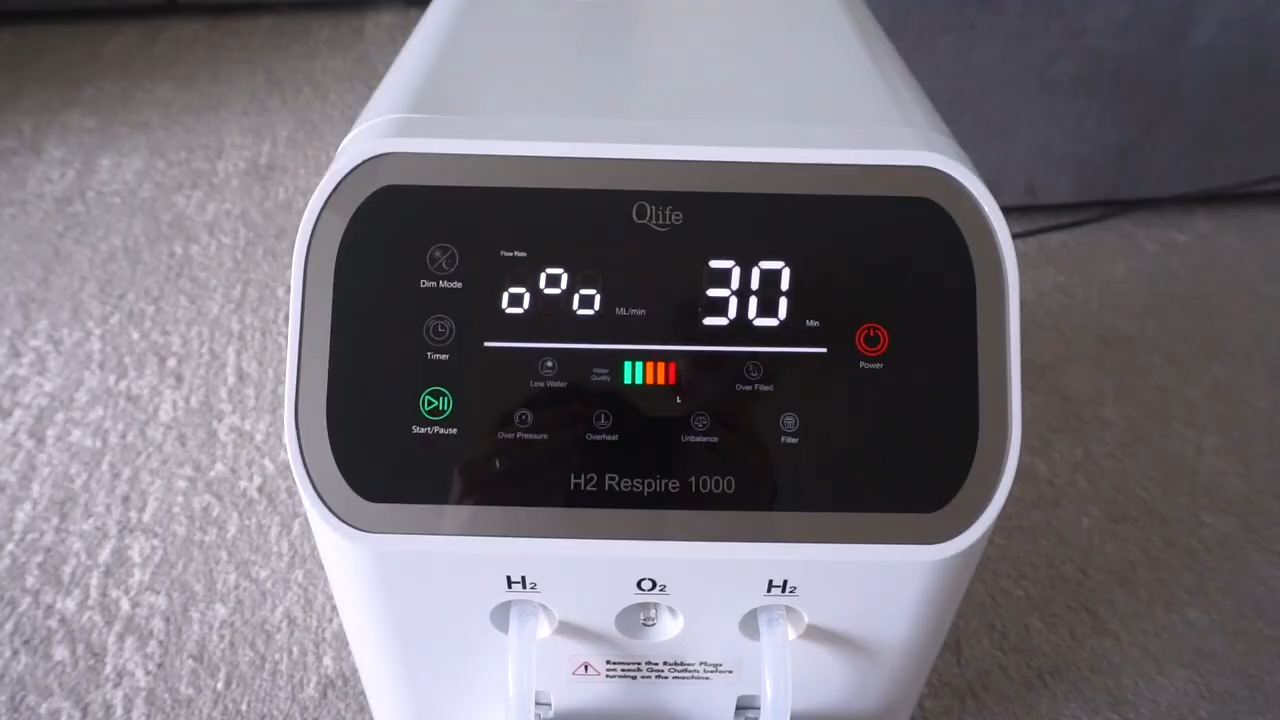 Qlife
Flow Rate
ML/min
30
Min
Dim Mode
Timer
Start/Pause
Power
Low Water
Water
Quality
L
Over Filled
Over Pressure
Overheat
Unbalance
Filter
H2 Respire 1000
H₂
O₂
H₂
Remove the Rubber Plugs
on each Gas Outlets before
turning on the machine.